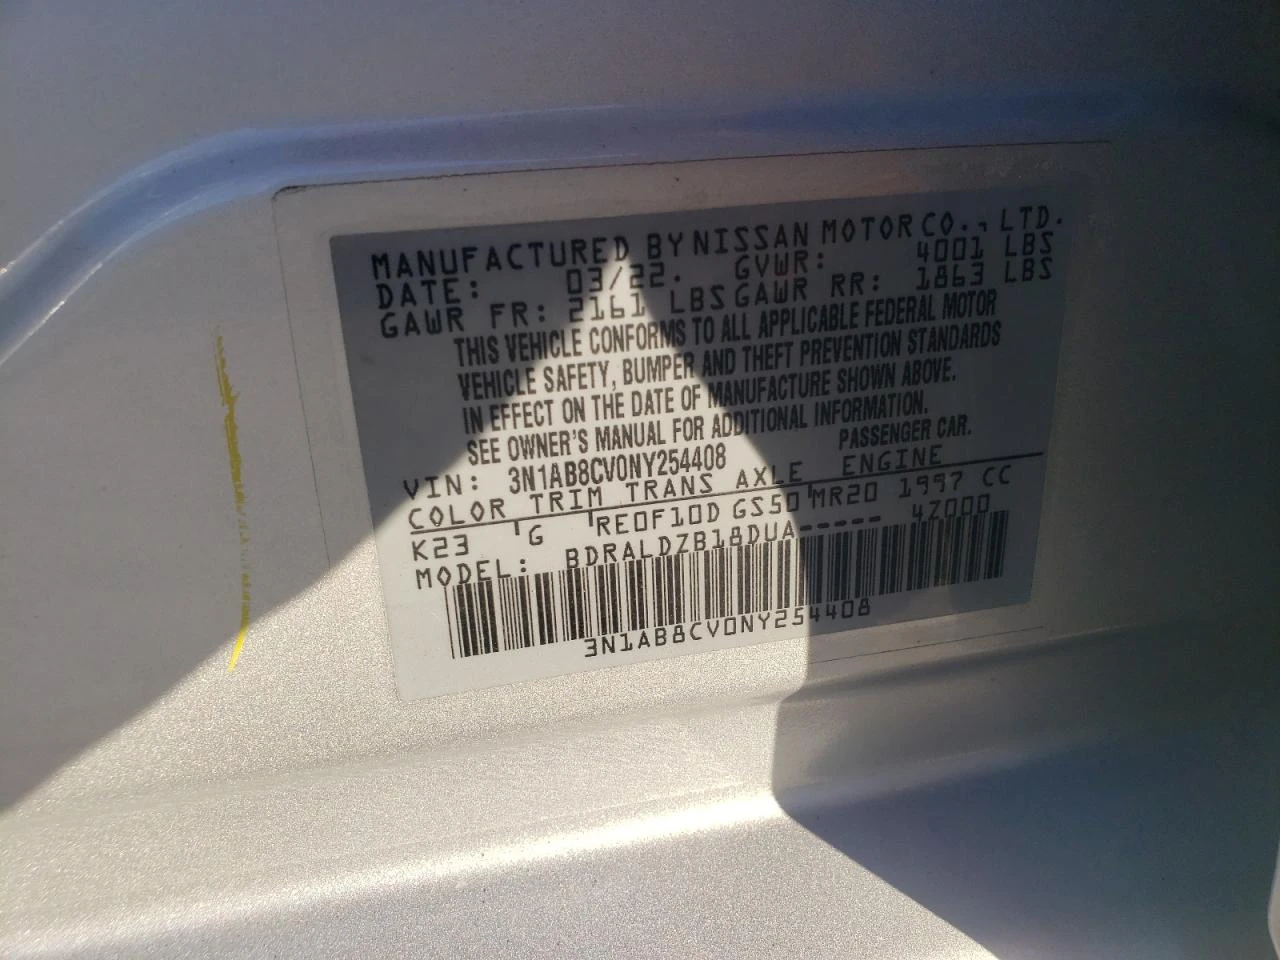 MANUFACTURED BY NISSAN MOTOR CO., LTD.
DATE: 03/22. GVWR: 4001 LBS
GAWR FR: 2161 LBS GAWR RR: 1863 LBS
THIS VEHICLE CONFORMS TO ALL APPLICABLE FEDERAL MOTOR
VEHICLE SAFETY, BUMPER AND THEFT PREVENTION STANDARDS
IN EFFECT ON THE DATE OF MANUFACTURE SHOWN ABOVE.
SEE OWNER'S MANUAL FOR ADDITIONAL INFORMATION.
VIN: 3N1AB8CV0NY254408 PASSENGER CAR.
COLOR TRIM TRANS AXLE ENGINE
K23 G RE0F10D GS50 MR20 1997 CC
MODEL: BDRALDZB18DUA----- 4Z000
3N1AB8CV0NY254408